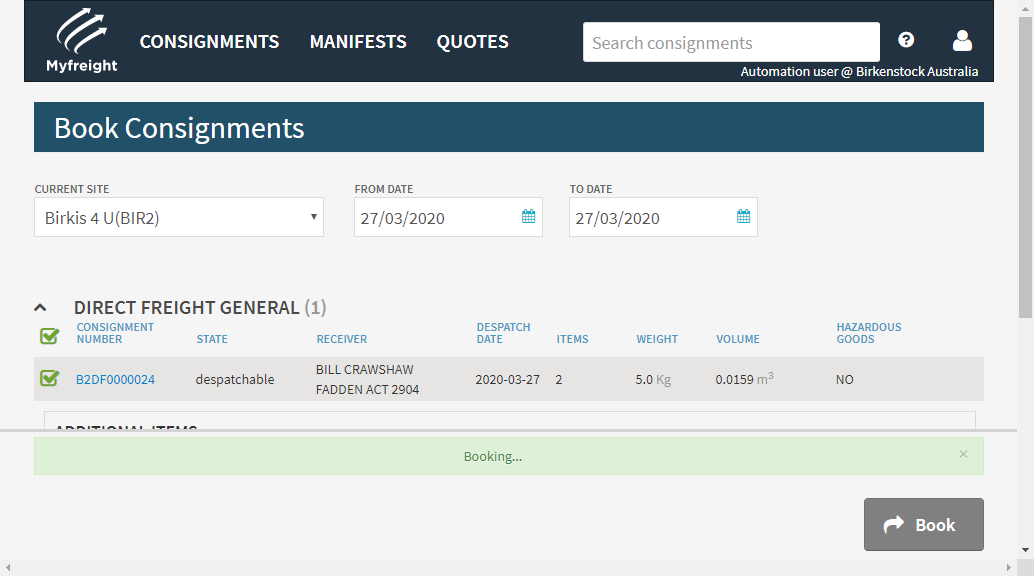 Myfreight
CONSIGNMENTS MANIFESTS QUOTES
Search consignments
Automation user @ Birkenstock Australia
Book Consignments
CURRENT SITE FROM DATE TO DATE
Birkis 4 U(BIR2) 27/03/2020 27/03/2020
DIRECT FREIGHT GENERAL (1)
CONSIGNMENT NUMBER STATE RECEIVER DESPATCH DATE ITEMS WEIGHT VOLUME HAZARDOUS GOODS
B2DF0000024 despatchable BILL CRAWSHAW FADDEN ACT 2904 2020-03-27 2 5.0 Kg 0.0159 m³ NO
ADDITIONAL ITEMS
Booking...
Book